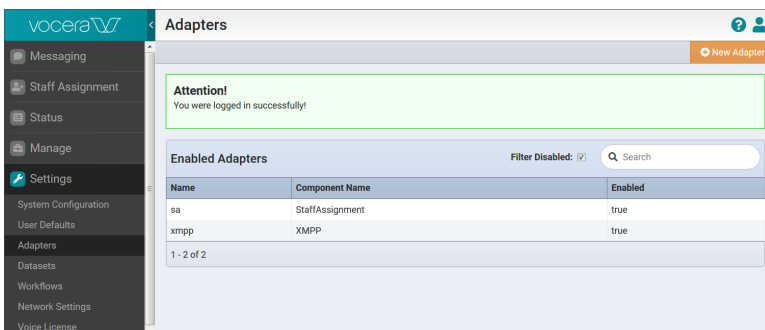 vocera
Adapters
New Adapter
Messaging
Staff Assignment
Status
Manage
Settings
System Configuration
User Defaults
Adapters
Datasets
Workflows
Network Settings
Voice License
Attention!
You were logged in successfully!
Enabled Adapters
Filter Disabled:
Search
Name Component Name Enabled
sa StaffAssignment true
xmpp XMPP true
1 - 2 of 2